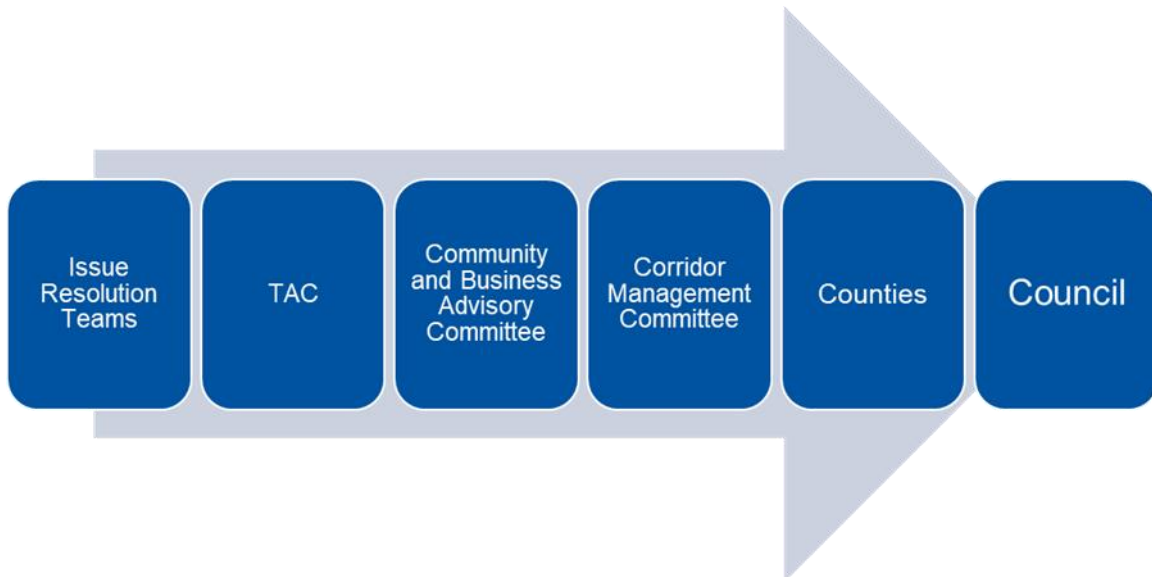 Issue
Resolution
Teams
TAC
Community
and Business
Advisory
Committee
Corridor
Management
Committee
Counties
Council